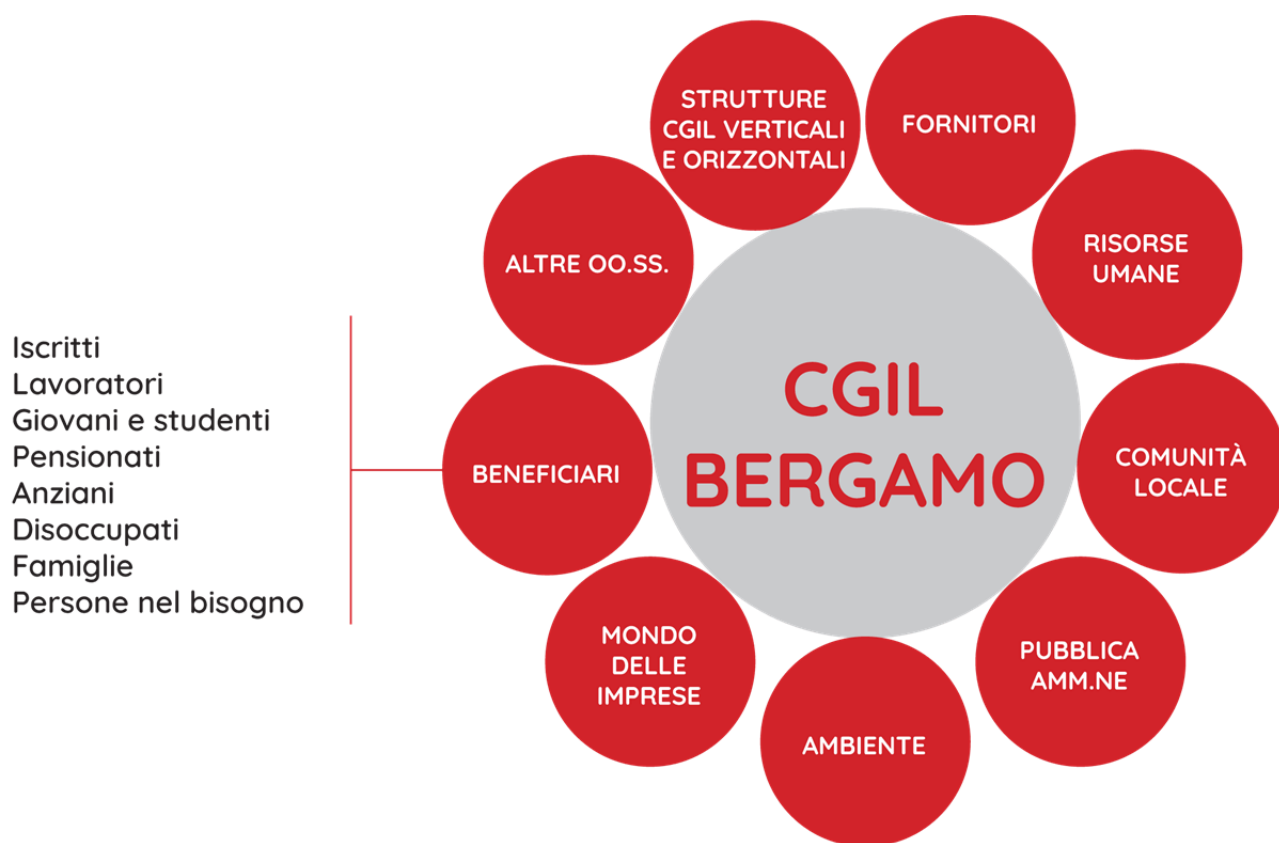 STRUTTURE
CGIL VERTICALI
E ORIZZONTALI
FORNITORI
ALTRE OO.SS.
RISORSE
UMANE
Iscritti
Lavoratori
Giovani e studenti
Pensionati
Anziani
Disoccupati
Famiglie
Persone nel bisogno
BENEFICIARI
CGIL
BERGAMO
COMUNITÀ
LOCALE
MONDO
DELLE
IMPRESE
AMBIENTE
PUBBLICA
AMM.NE